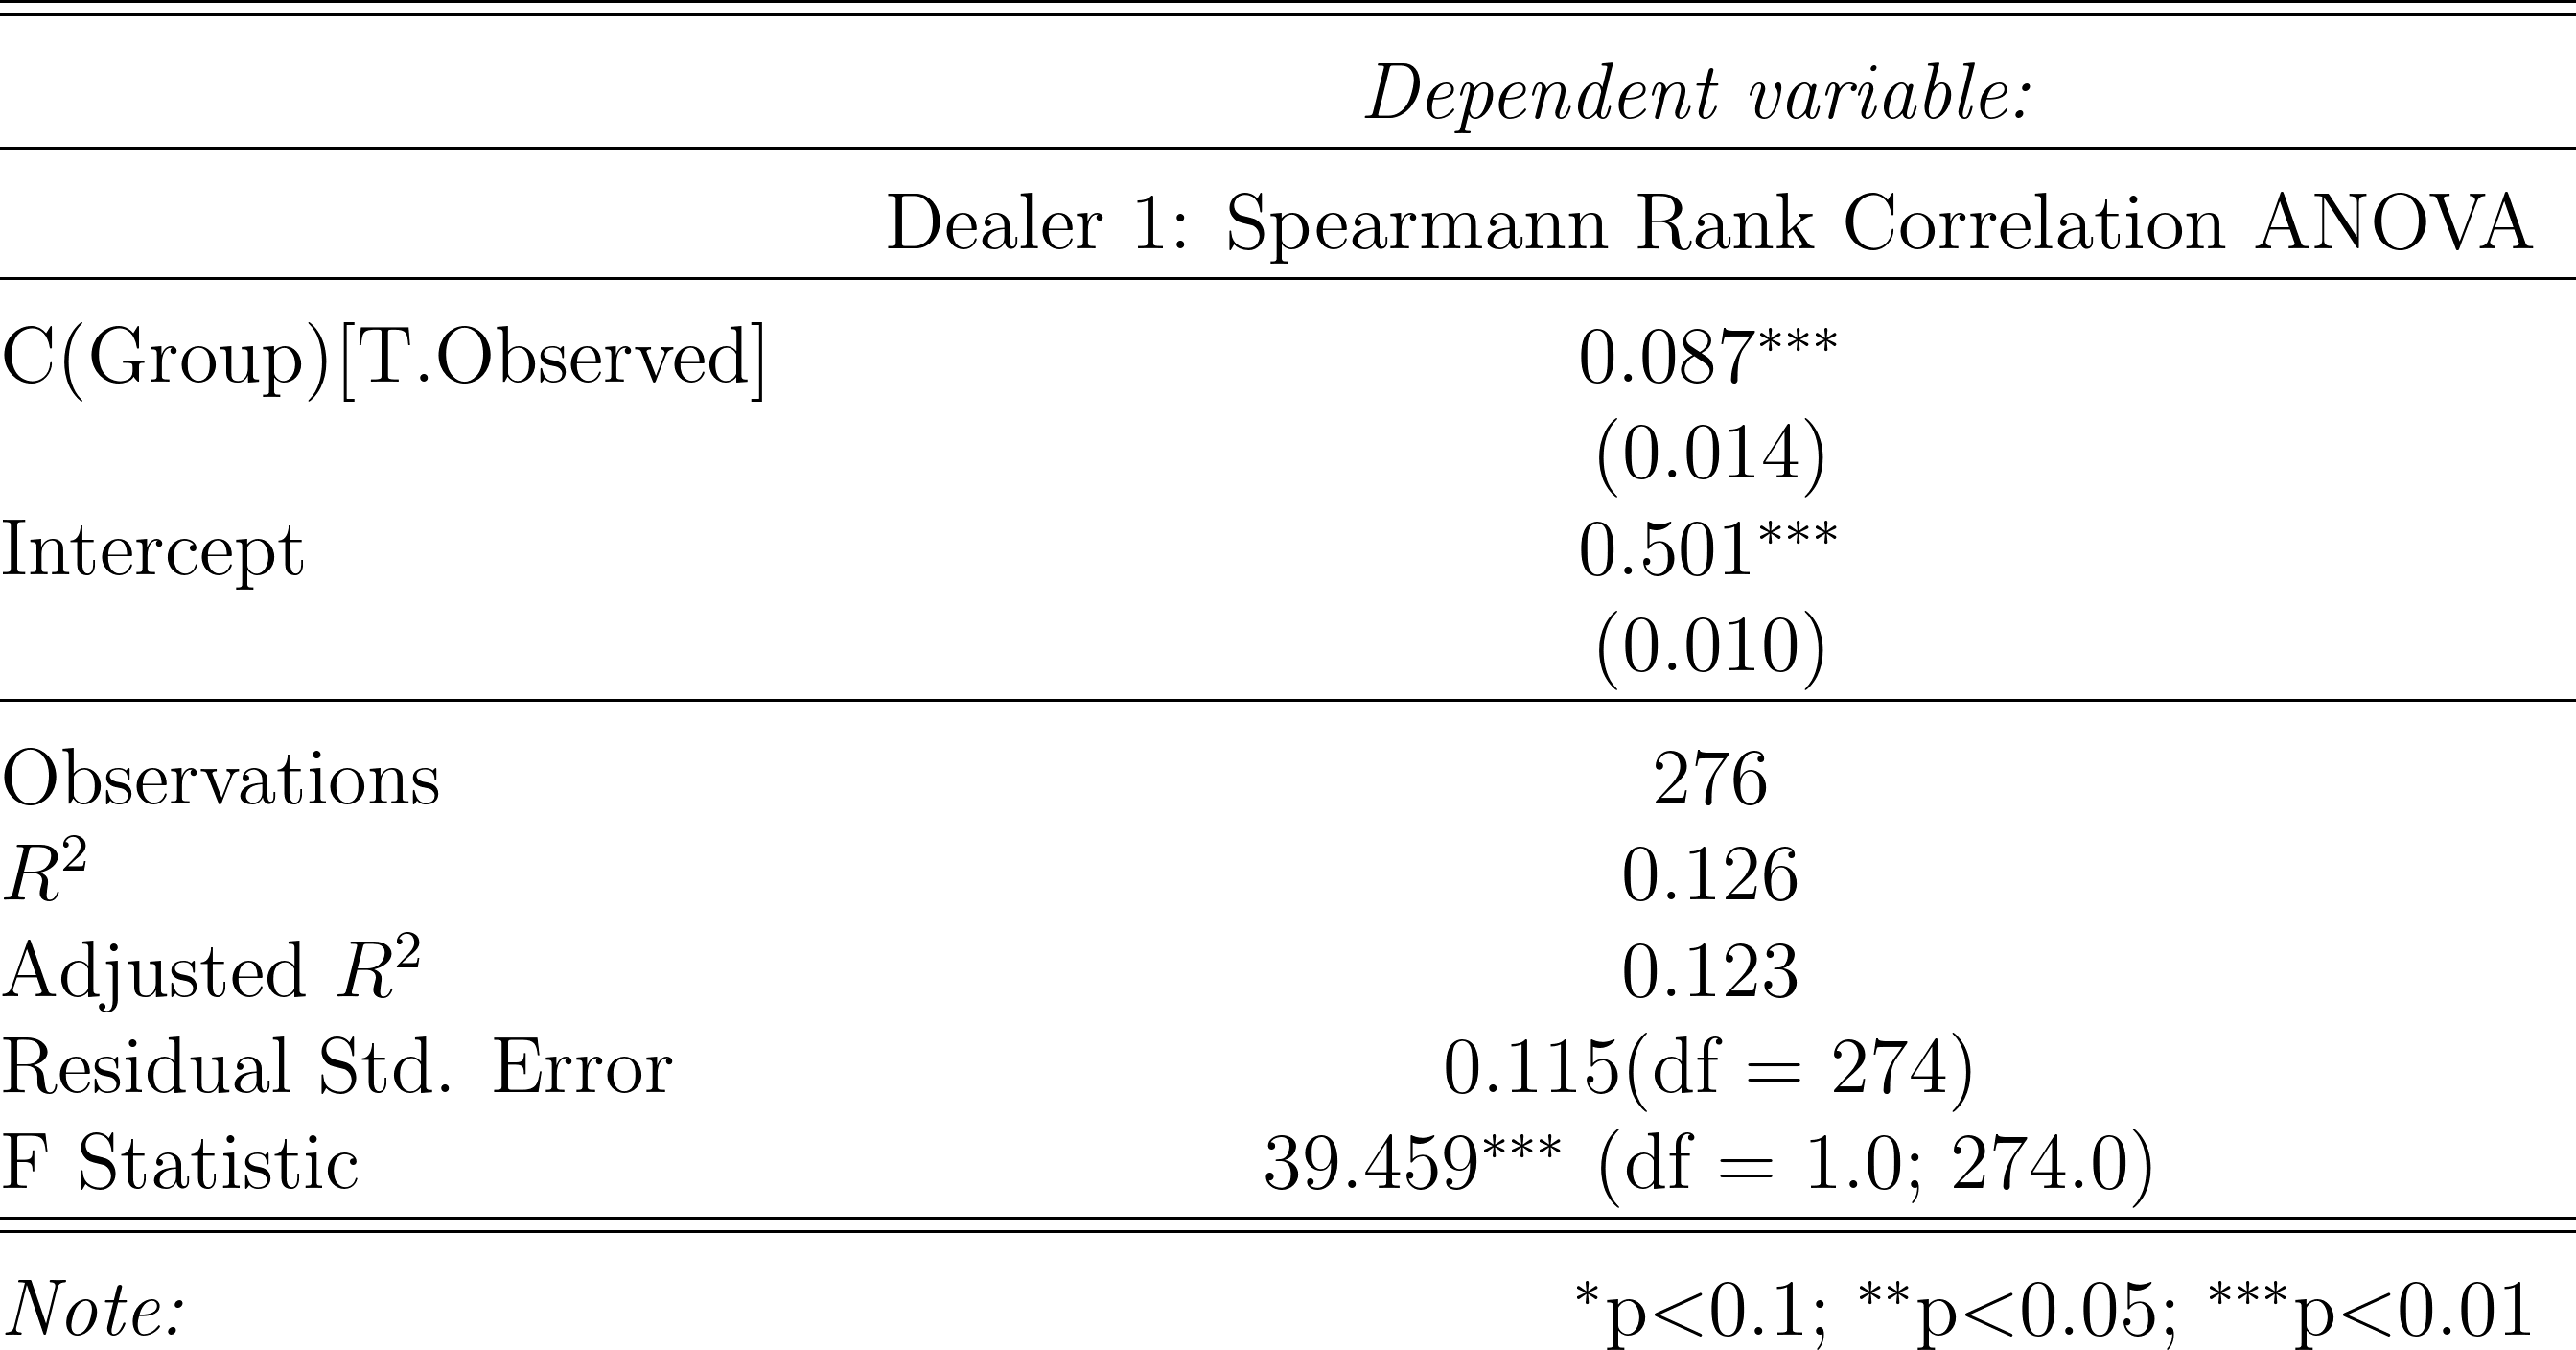 Dependent variable:
Dealer 1: Spearmann Rank Correlation ANOVA
C(Group)[T.Observed] 0.087***
(0.014)
Intercept 0.501***
(0.010)
Observations 276
R² 0.126
Adjusted R² 0.123
Residual Std. Error 0.115(df = 274)
F Statistic 39.459*** (df = 1.0; 274.0)
Note: *p<0.1; **p<0.05; ***p<0.01